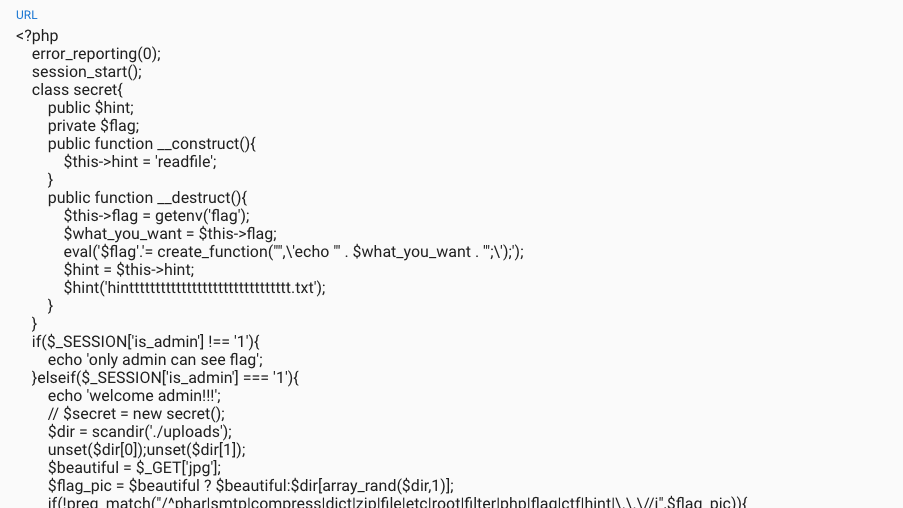 URL
<?php
error_reporting(0);
session_start();
class secret{
public $hint;
private $flag;
public function __construct(){
$this->hint = 'readfile';
}
public function __destruct(){
$this->flag = getenv('flag');
$what_you_want = $this->flag;
eval('$flag'.'= create_function("",\'echo "' . $what_you_want . '";\');');
$hint = $this->hint;
$hint('hintttttttttttttttttttttttttttttttt.txt');
}
}
if($_SESSION['is_admin'] !== '1'){
echo 'only admin can see flag';
}elseif($_SESSION['is_admin'] === '1'){
echo 'welcome admin!!!';
// $secret = new secret();
$dir = scandir('./uploads');
unset($dir[0]);unset($dir[1]);
$beautiful = $_GET['jpg'];
$flag_pic = $beautiful ? $beautiful:$dir[array_rand($dir,1)];
if(!preg_match("/^phar|smtp|compress|dict|zip|file|etc|root|filter|php|flag|ctf|hint|\.\.\//i",$flag_pic)){